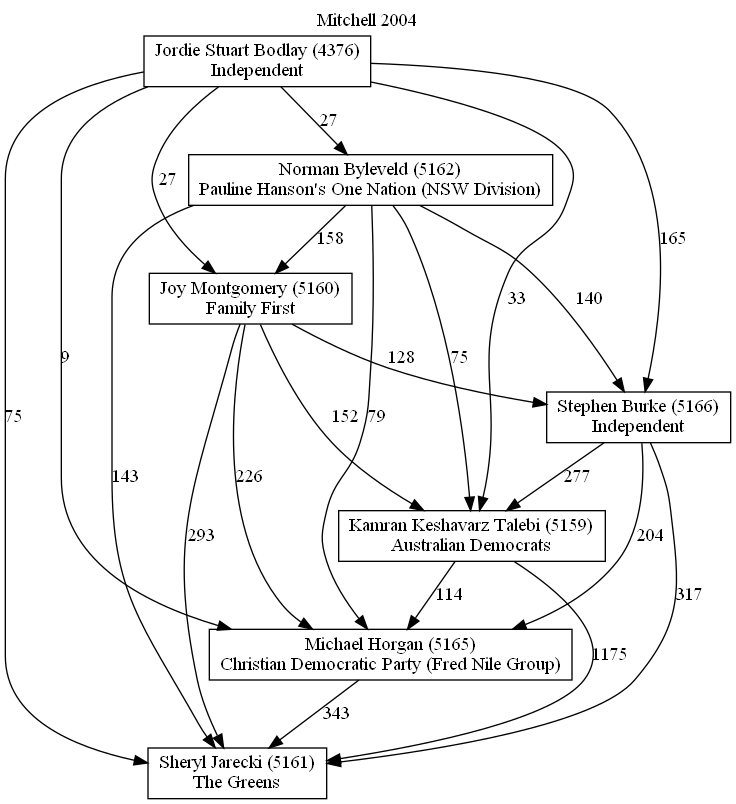 Mitchell 2004
Jordie Stuart Bodlay (4376)
Independent
27
Norman Byleveld (5162)
Pauline Hanson's One Nation (NSW Division)
27
158
165
Joy Montgomery (5160)
Family First
33
140
9
128
75
Stephen Burke (5166)
Independent
75
152
79
143
226
277
Kamran Keshavarz Talebi (5159)
Australian Democrats
293
204
114
317
Michael Horgan (5165)
Christian Democratic Party (Fred Nile Group)
1175
343
Sheryl Jarecki (5161)
The Greens